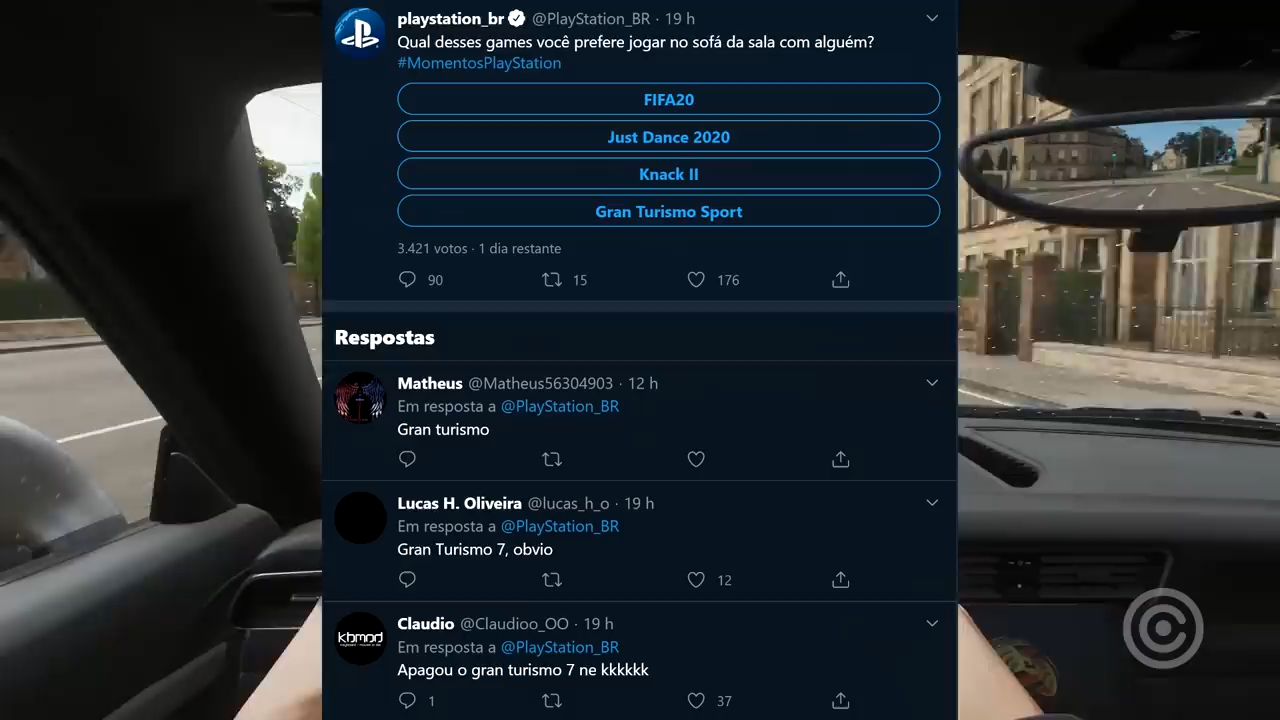 playstation_br @PlayStation_BR · 19 h
Qual desses games você prefere jogar no sofá da sala com alguém?
#MomentosPlayStation
FIFA20
Just Dance 2020
Knack II
Gran Turismo Sport
3.421 votos · 1 dia restante
90 15 176
Respostas
Matheus @Matheus56304903 · 12 h
Em resposta a @PlayStation_BR
Gran turismo
Lucas H. Oliveira @lucas_h_o · 19 h
Em resposta a @PlayStation_BR
Gran Turismo 7, obvio
12
kbmod
Claudio @Claudioo_OO · 19 h
Em resposta a @PlayStation_BR
Apagou o gran turismo 7 ne kkkkkk
1 37